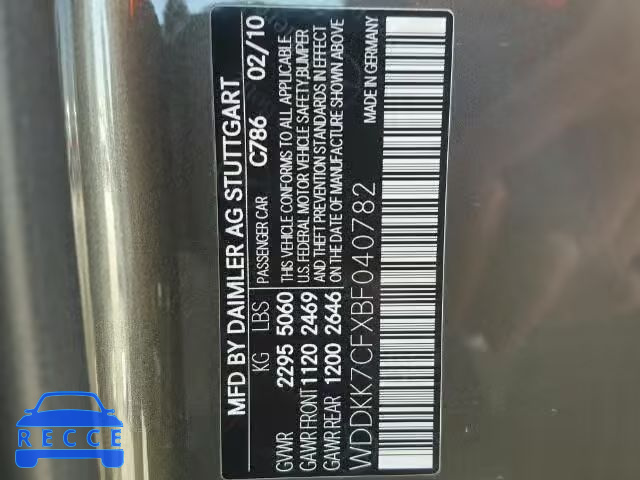 MFD BY DAIMLER AG STUTTGART
C786 02/10
KG LBS PASSENGER CAR
GVWR 2295 5060 THIS VEHICLE CONFORMS TO ALL APPLICABLE
GAWR FRONT 1120 2469 U.S. FEDERAL MOTOR VEHICLE SAFETY,BUMPER
AND THEFT PREVENTION STANDARDS IN EFFECT
GAWR REAR 1200 2646 ON THE DATE OF MANUFACTURE SHOWN ABOVE
WDDKK7CFXBF040782 MADE IN GERMANY
RECCE